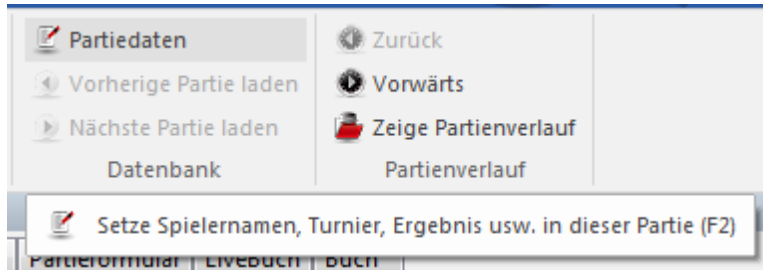 Partiedaten
Vorherige Partie laden
Nächste Partie laden
Datenbank
Zurück
Vorwärts
Zeige Partienverlauf
Partienverlauf
Setze Spielernamen, Turnier, Ergebnis usw. in dieser Partie (F2)
Partieformular LiveBuch Buch